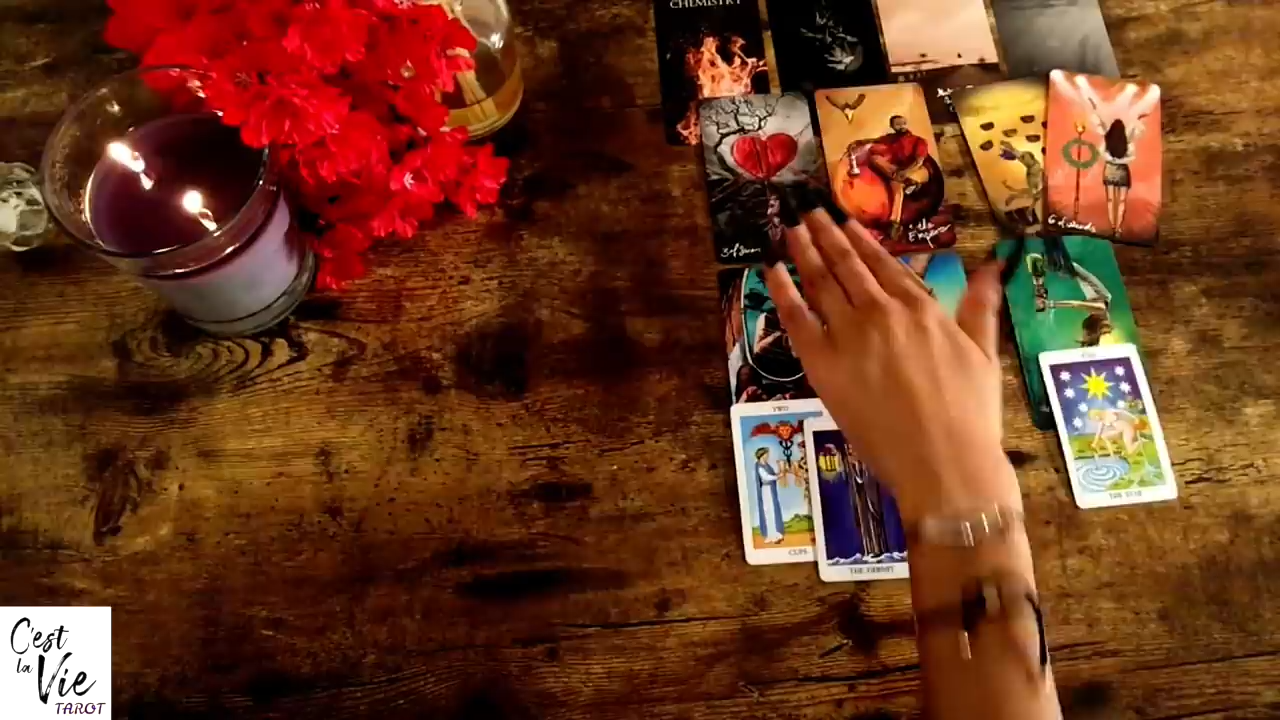 CHEMISTRY
3 of Swords
The Emperor
6 of Wands
TWO
CUPS
THE HERMIT
THE STAR
C'est
la
Vie
TAROT